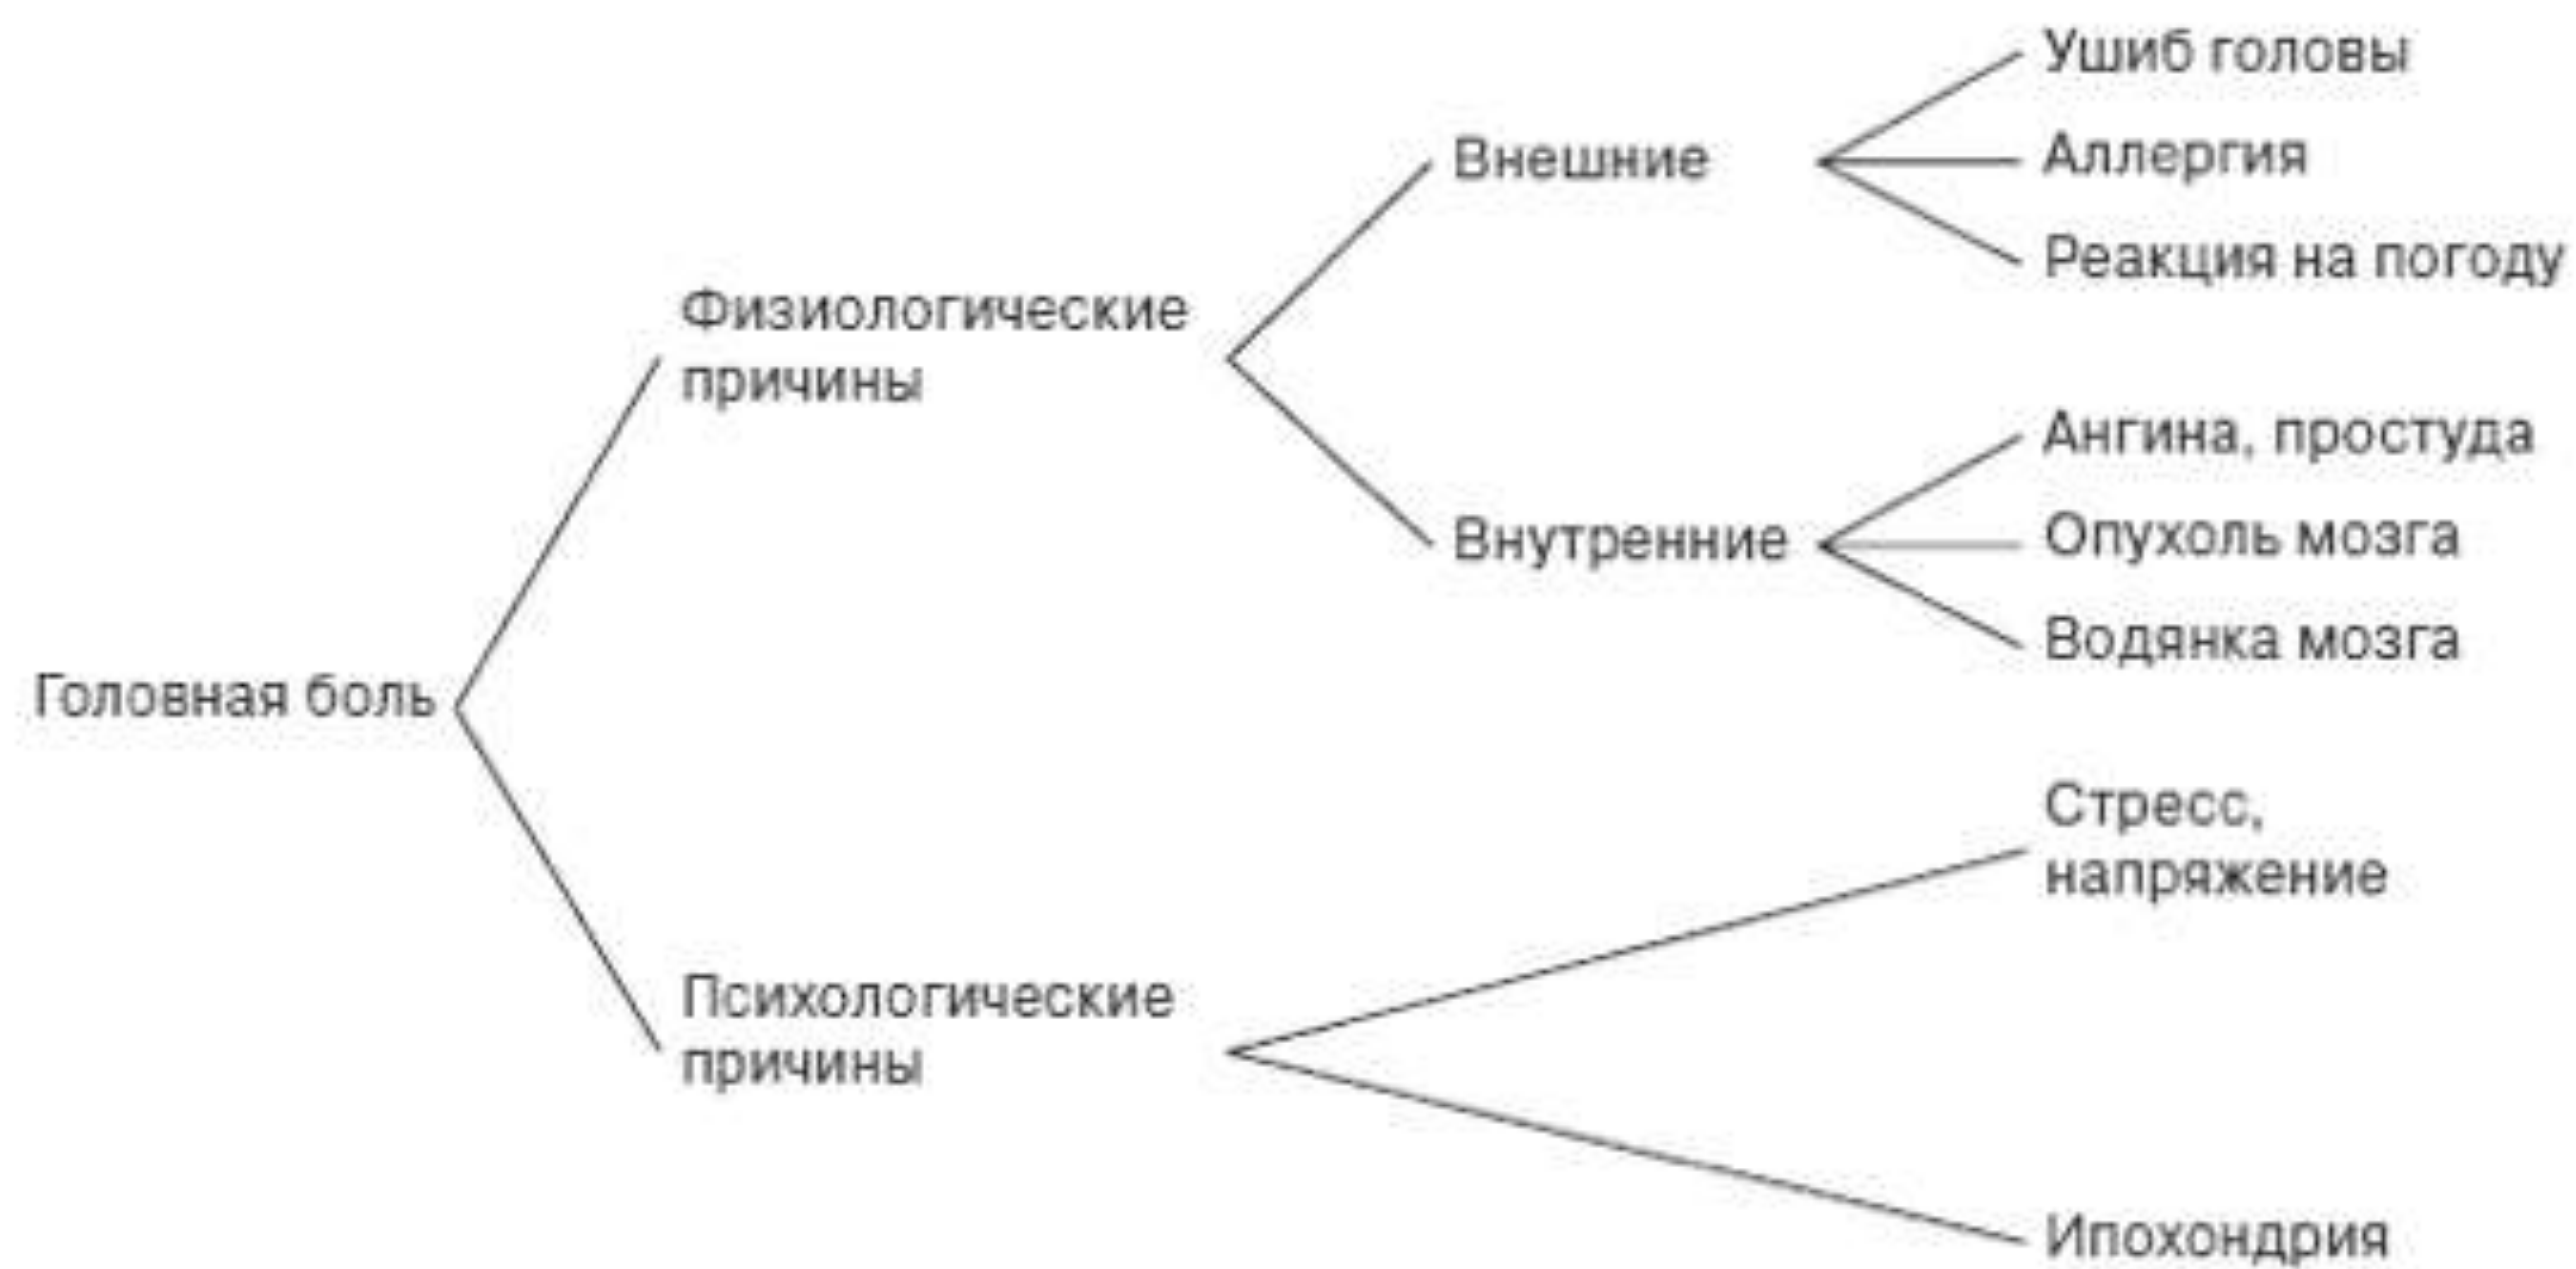 Ушиб головы
Внешние
Аллергия
Реакция на погоду
Физиологические
причины
Ангина, простуда
Внутренние
Опухоль мозга
Водянка мозга
Головная боль
Стресс,
напряжение
Психологические
причины
Ипохондрия